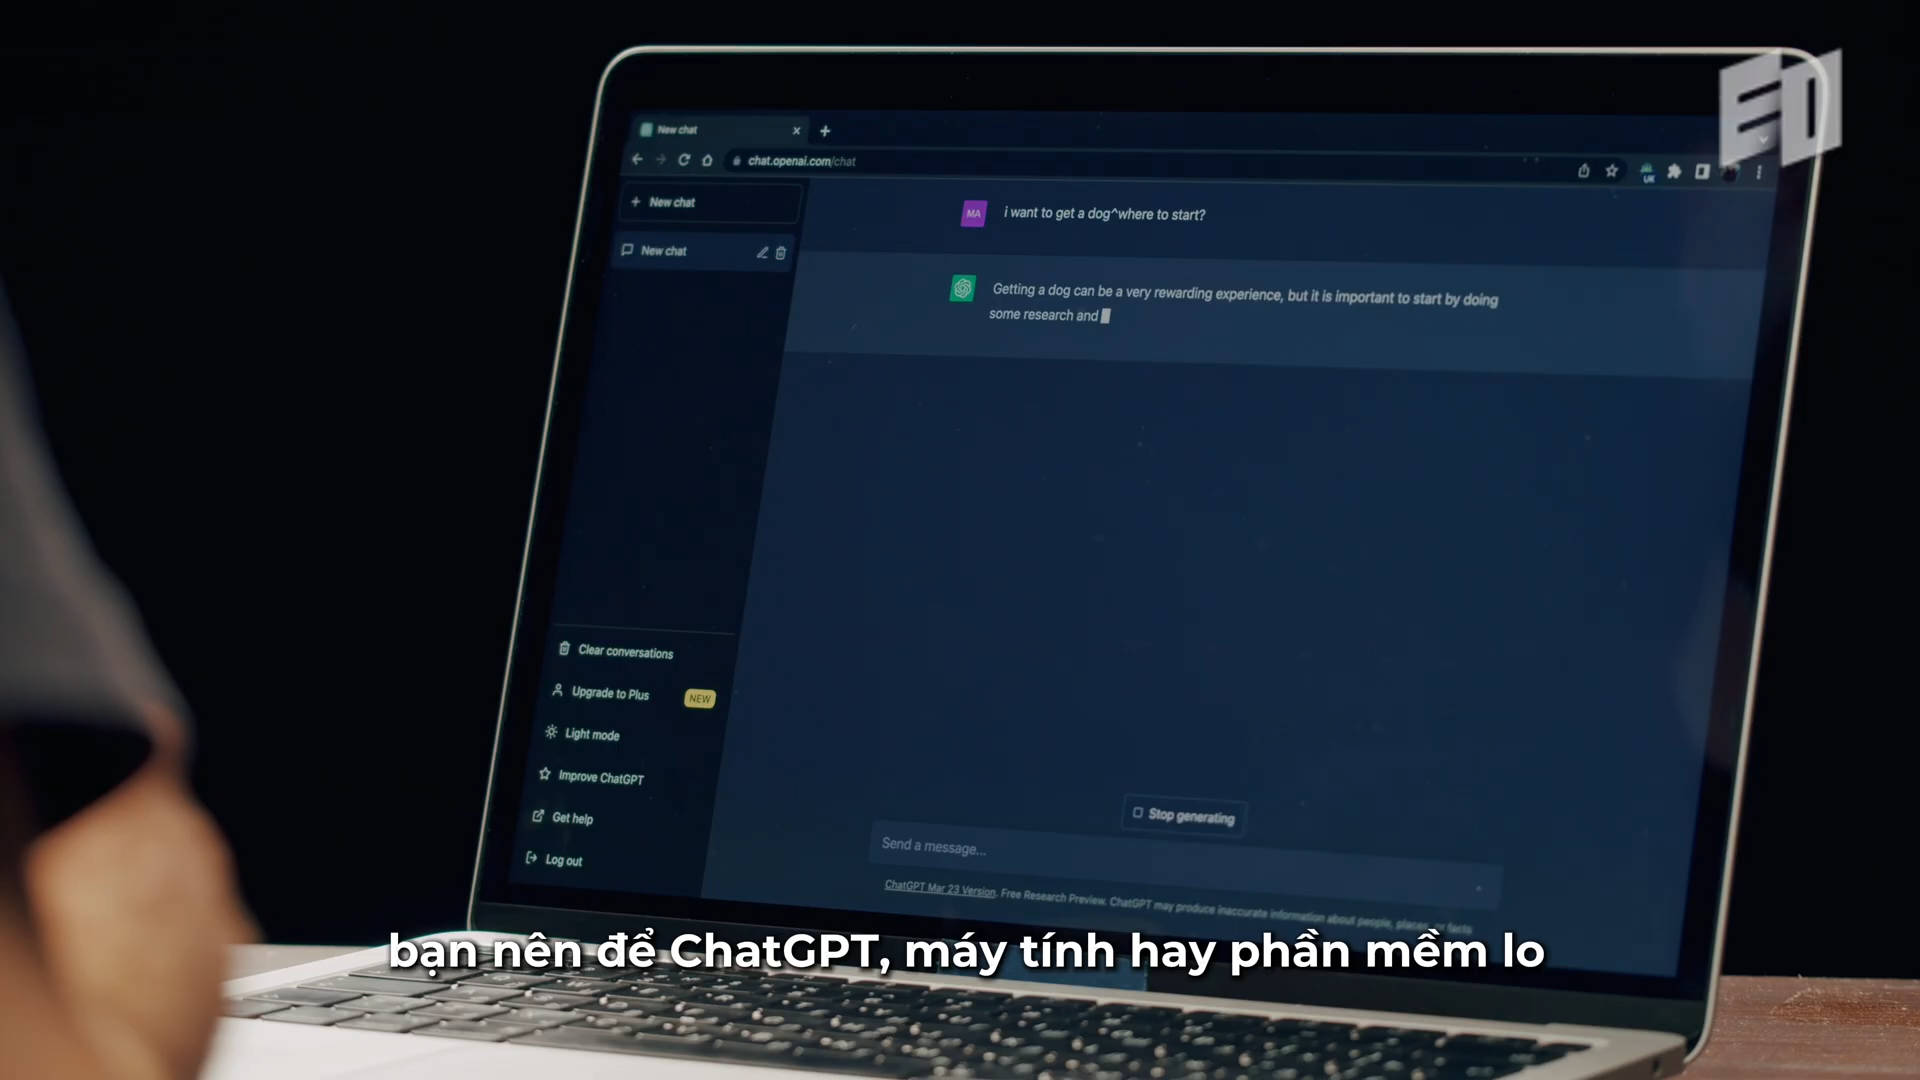 ED
New chat
chat.openai.com/chat
UK
New chat
New chat
MA
i want to get a dog^where to start?
Getting a dog can be a very rewarding experience, but it is important to start by doing
some research and
Clear conversations
Upgrade to Plus
NEW
Light mode
Improve ChatGPT
Get help
Log out
Stop generating
Send a message...
ChatGPT Mar 23 Version. Free Research Preview. ChatGPT may produce inaccurate information about people, places, or facts
bạn nên để ChatGPT, máy tính hay phần mềm lo